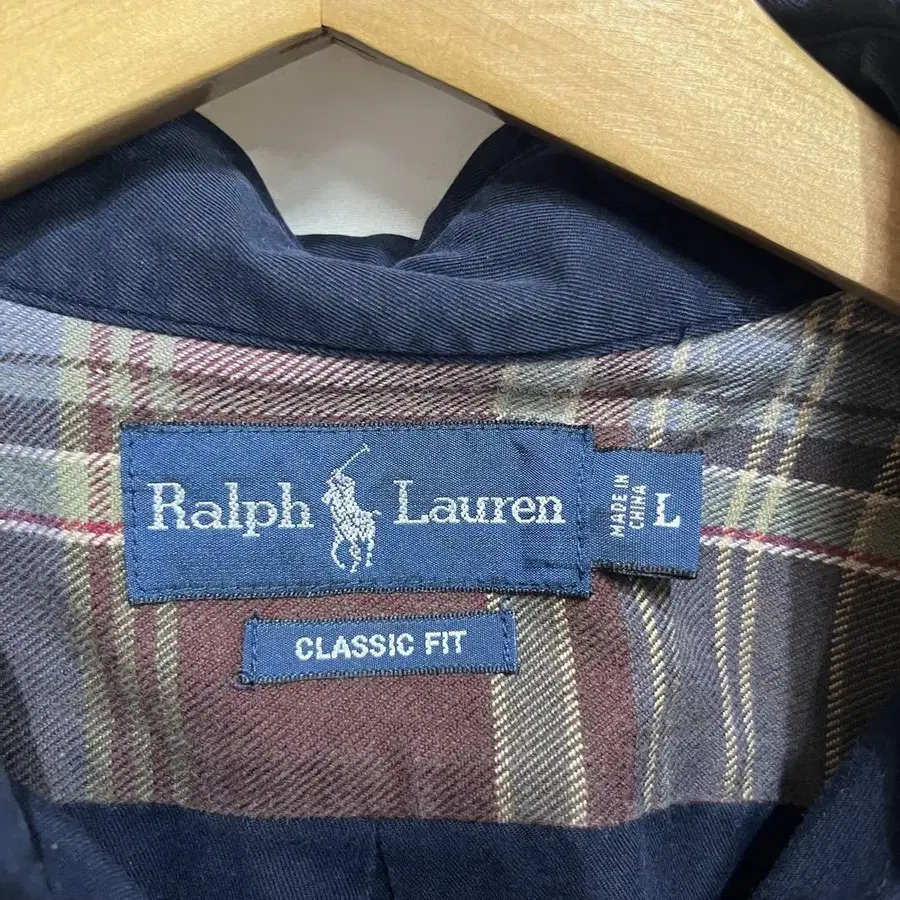 Ralph Lauren
MADE IN
CHINA
L
CLASSIC FIT